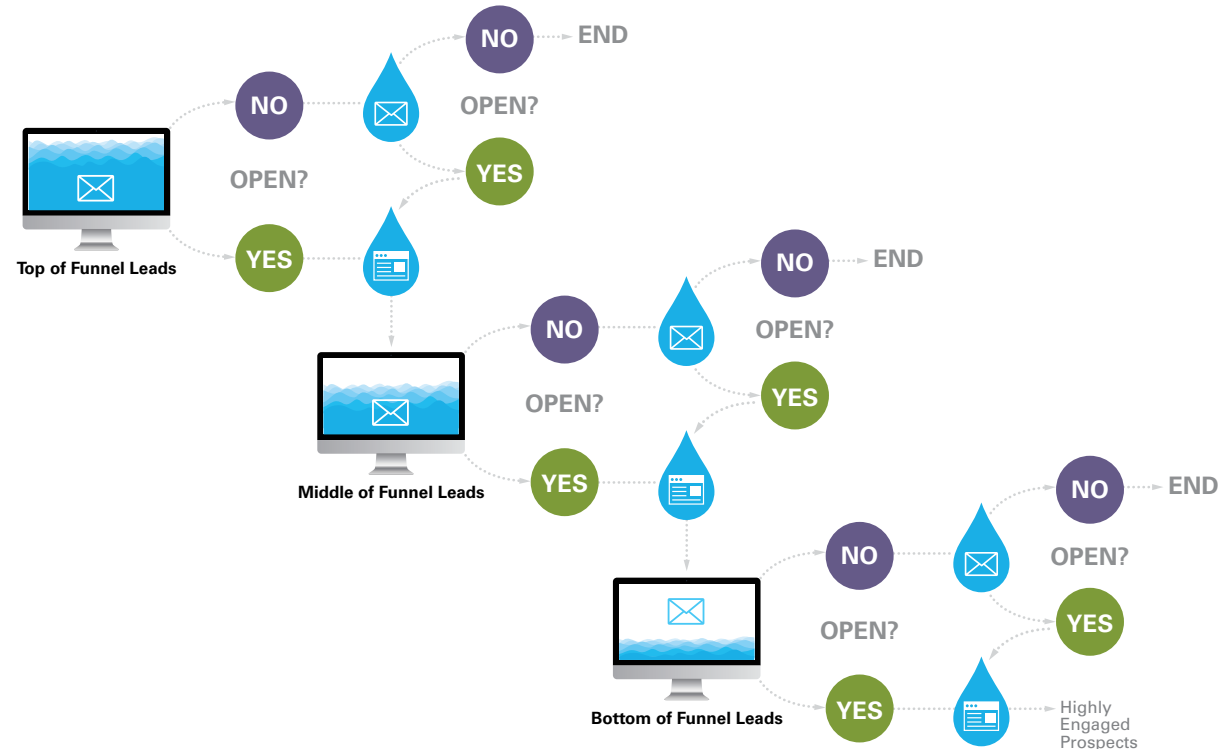 NO
END
NO
OPEN?
YES
OPEN?
YES
Top of Funnel Leads
NO
END
NO
OPEN?
YES
OPEN?
YES
Middle of Funnel Leads
NO
END
NO
OPEN?
YES
OPEN?
YES
Bottom of Funnel Leads
Highly
Engaged
Prospects